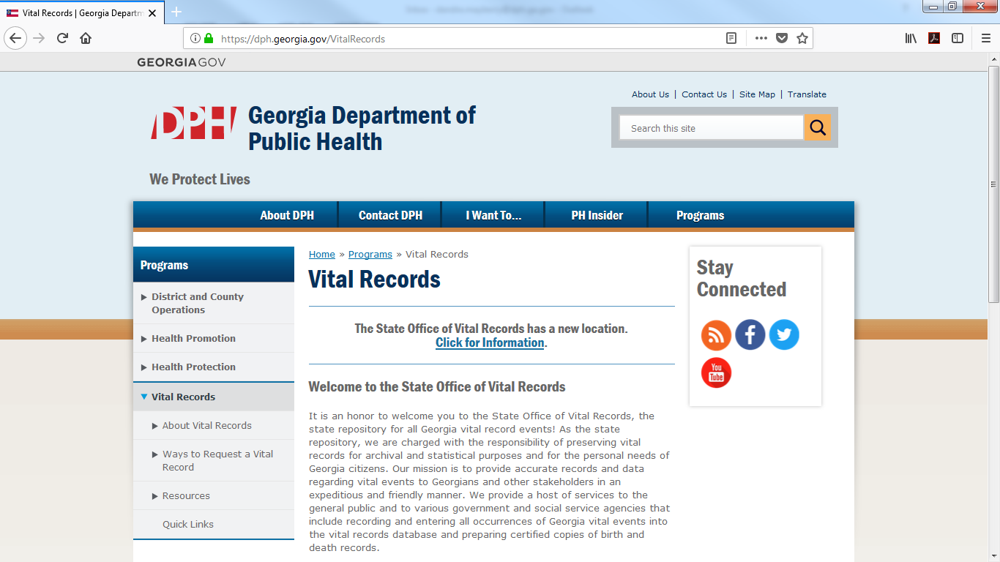 Vital Records | Georgia Departm
https://dph.georgia.gov/VitalRecords
GEORGIAGOV
About Us | Contact Us | Site Map | Translate
DPH
Georgia Department of
Public Health
Search this site
We Protect Lives
About DPH
Contact DPH
I Want To...
PH Insider
Programs
Programs
District and County
Operations
Health Promotion
Health Protection
Vital Records
About Vital Records
Ways to Request a Vital
Record
Resources
Quick Links
Home » Programs » Vital Records
Vital Records
The State Office of Vital Records has a new location.
Click for Information.
Welcome to the State Office of Vital Records
It is an honor to welcome you to the State Office of Vital Records, the
state repository for all Georgia vital record events! As the state
repository, we are charged with the responsibility of preserving vital
records for archival and statistical purposes and for the personal needs of
Georgia citizens. Our mission is to provide accurate records and data
regarding vital events to Georgians and other stakeholders in an
expeditious and friendly manner. We provide a host of services to the
general public and to various government and social service agencies that
include recording and entering all occurrences of Georgia vital events into
the vital records database and preparing certified copies of birth and
death records.
Stay
Connected
You
Tube